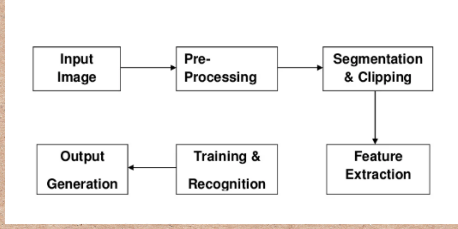 Input
Image
Pre-
Processing
Segmentation
& Clipping
Feature
Extraction
Training &
Recognition
Output
Generation